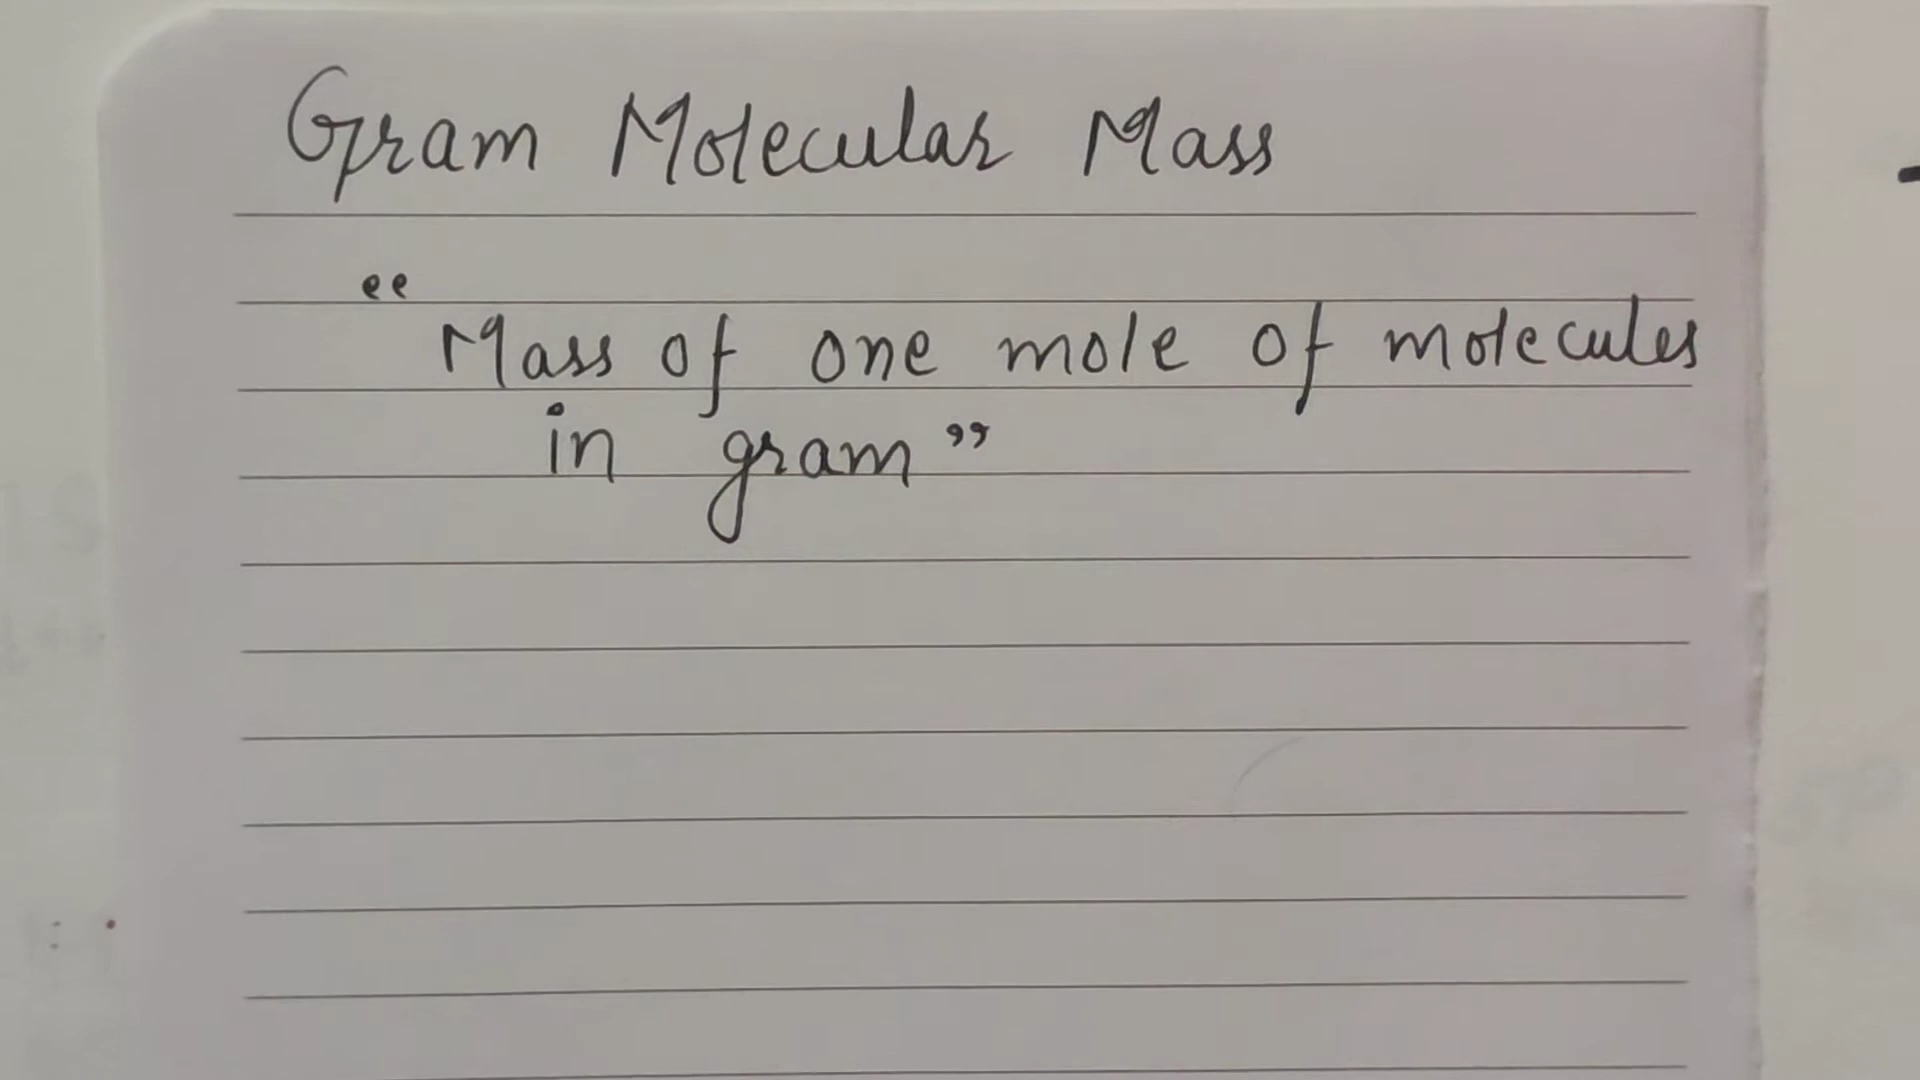 Gram Molecular Mass
“Mass of one mole of molecules
in gram”